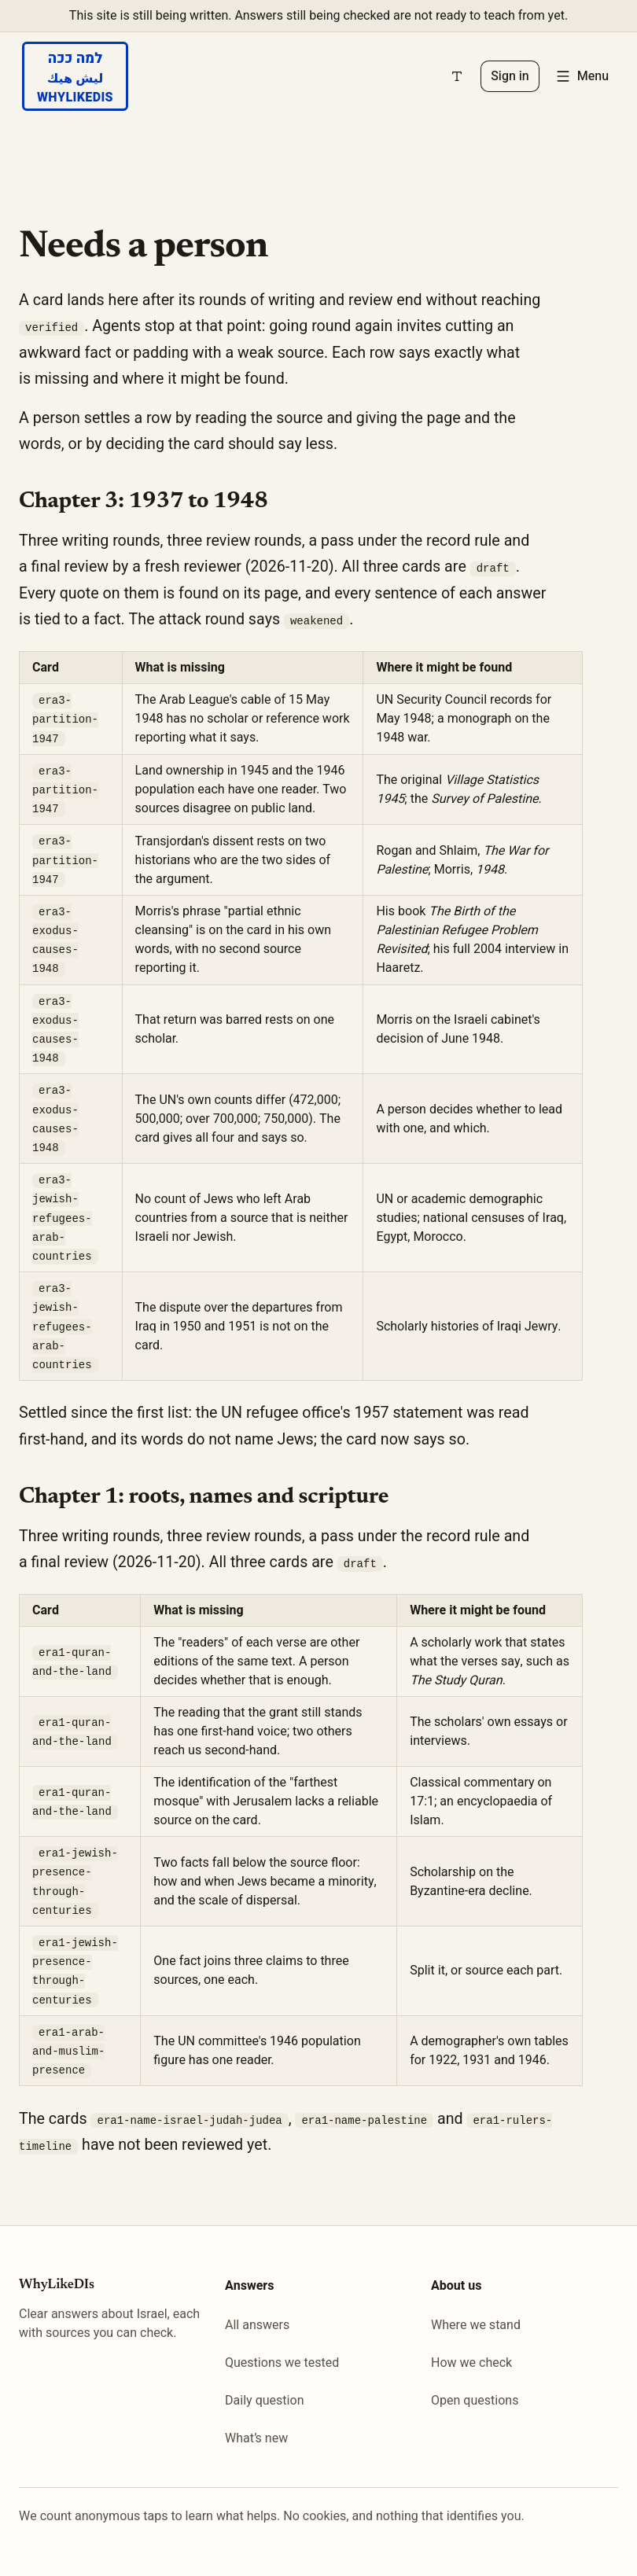 This site is still being written. Answers still being checked are not ready to teach from yet.
למה ככה
ليش هيك
WHYLIKEDIS
T
Sign in
Menu
Needs a person
A card lands here after its rounds of writing and review end without reaching
verified . Agents stop at that point: going round again invites cutting an
awkward fact or padding with a weak source. Each row says exactly what
is missing and where it might be found.
A person settles a row by reading the source and giving the page and the
words, or by deciding the card should say less.
Chapter 3: 1937 to 1948
Three writing rounds, three review rounds, a pass under the record rule and
a final review by a fresh reviewer (2026-11-20). All three cards are draft .
Every quote on them is found on its page, and every sentence of each answer
is tied to a fact. The attack round says weakened .
Card
What is missing
Where it might be found
era3-
partition-
1947
The Arab League's cable of 15 May
1948 has no scholar or reference work
reporting what it says.
UN Security Council records for
May 1948; a monograph on the
1948 war.
era3-
partition-
1947
Land ownership in 1945 and the 1946
population each have one reader. Two
sources disagree on public land.
The original Village Statistics
1945, the Survey of Palestine.
era3-
partition-
1947
Transjordan's dissent rests on two
historians who are the two sides of
the argument.
Rogan and Shlaim, The War for
Palestine; Morris, 1948.
era3-
exodus-
causes-
1948
Morris's phrase "partial ethnic
cleansing" is on the card in his own
words, with no second source
reporting it.
His book The Birth of the
Palestinian Refugee Problem
Revisited; his full 2004 interview in
Haaretz.
era3-
exodus-
causes-
1948
That return was barred rests on one
scholar.
Morris on the Israeli cabinet's
decision of June 1948.
era3-
exodus-
causes-
1948
The UN's own counts differ (472,000;
500,000; over 700,000; 750,000). The
card gives all four and says so.
A person decides whether to lead
with one, and which.
era3-
jewish-
refugees-
arab-
countries
No count of Jews who left Arab
countries from a source that is neither
Israeli nor Jewish.
UN or academic demographic
studies; national censuses of Iraq,
Egypt, Morocco.
era3-
jewish-
refugees-
arab-
countries
The dispute over the departures from
Iraq in 1950 and 1951 is not on the
card.
Scholarly histories of Iraqi Jewry.
Settled since the first list: the UN refugee office's 1957 statement was read
first-hand, and its words do not name Jews; the card now says so.
Chapter 1: roots, names and scripture
Three writing rounds, three review rounds, a pass under the record rule and
a final review (2026-11-20). All three cards are draft .
Card
What is missing
Where it might be found
era1-quran-
and-the-land
The "readers" of each verse are other
editions of the same text. A person
decides whether that is enough.
A scholarly work that states
what the verses say, such as
The Study Quran.
era1-quran-
and-the-land
The reading that the grant still stands
has one first-hand voice; two others
reach us second-hand.
The scholars' own essays or
interviews.
era1-quran-
and-the-land
The identification of the "farthest
mosque" with Jerusalem lacks a reliable
source on the card.
Classical commentary on
17:1; an encyclopaedia of
Islam.
era1-jewish-
presence-
through-
centuries
Two facts fall below the source floor:
how and when Jews became a minority,
and the scale of dispersal.
Scholarship on the
Byzantine-era decline.
era1-jewish-
presence-
through-
centuries
One fact joins three claims to three
sources, one each.
Split it, or source each part.
era1-arab-
and-muslim-
presence
The UN committee's 1946 population
figure has one reader.
A demographer's own tables
for 1922, 1931 and 1946.
The cards era1-name-israel-judah-judea , era1-name-palestine and era1-rulers-
timeline have not been reviewed yet.
WhyLikeDIs
Clear answers about Israel, each
with sources you can check.
Answers
All answers
Questions we tested
Daily question
What's new
About us
Where we stand
How we check
Open questions
We count anonymous taps to learn what helps. No cookies, and nothing that identifies you.